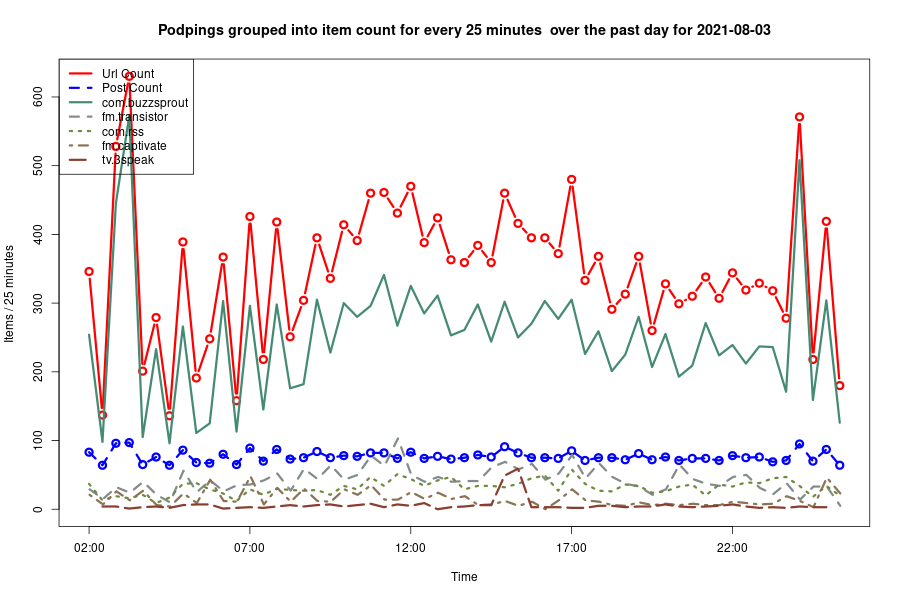 Podpings grouped into item count for every 25 minutes  over the past day for 2021-08-03
Url Count
Post Count
com.buzzsprout
fm.transistor
com.rss
fm.captivate
tv.3speak
600
500
400
300
200
100
0
Items / 25 minutes
02:00 07:00 12:00 17:00 22:00
Time